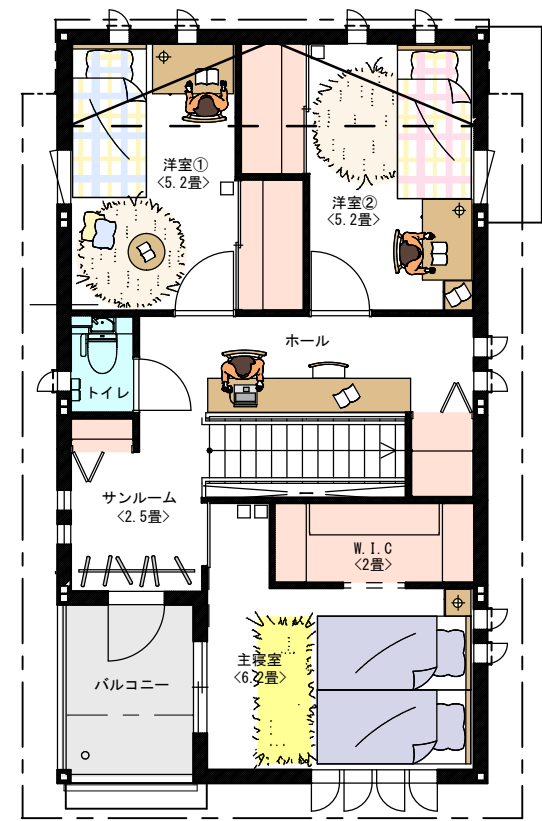 洋室①
<5.2畳>
洋室②
<5.2畳>
ホール
トイレ
サンルーム
<2.5畳>
W.I.C
<2畳>
主寝室
<6.2畳>
バルコニー